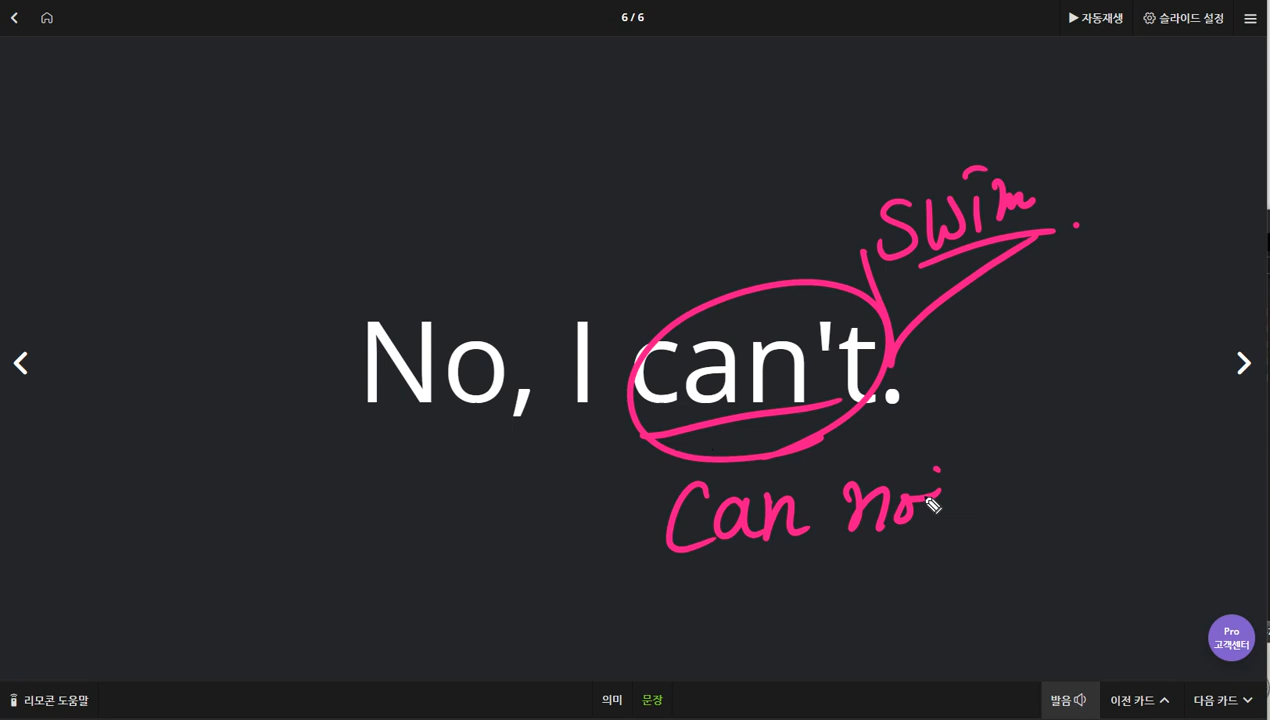 6 / 6
자동재생
슬라이드 설정
swim.
No, I can't.
Can no
Pro
고객센터
리모콘 도움말
의미
문장
발음
이전 카드
다음 카드